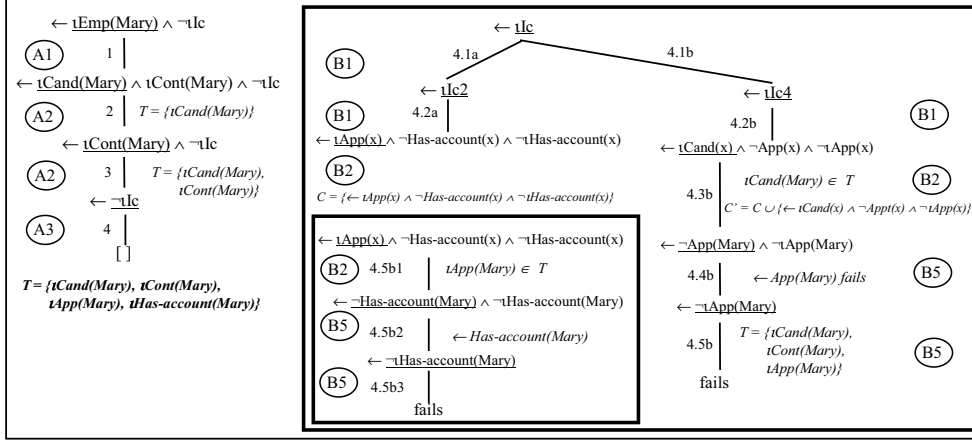 ← ιEmp(Mary) ∧ ¬ιIc
A1
1
← ιCand(Mary) ∧ ιCont(Mary) ∧ ¬ιIc
A2
2
T = {ιCand(Mary)}
← ιCont(Mary) ∧ ¬ιIc
A2
3
T = {ιCand(Mary),
ιCont(Mary)}
← ¬ιIc
A3
4
[ ]
T = {ιCand(Mary), ιCont(Mary),
ιApp(Mary), ιHas-account(Mary)}
← ιIc
B1
4.1a
4.1b
← ιIc2
B1
4.2a
← ιApp(x) ∧ ¬Has-account(x) ∧ ¬ιHas-account(x)
B2
C = {← ιApp(x) ∧ ¬Has-account(x) ∧ ¬ιHas-account(x)}
← ιApp(x) ∧ ¬Has-account(x) ∧ ¬ιHas-account(x)
B2
4.5b1
ιApp(Mary) ∈ T
← ¬Has-account(Mary) ∧ ¬ιHas-account(Mary)
B5
4.5b2
← Has-account(Mary)
← ¬ιHas-account(Mary)
B5
4.5b3
fails
← ιIc4
4.2b
B1
← ιCand(x) ∧ ¬App(x) ∧ ¬ιApp(x)
4.3b
ιCand(Mary) ∈ T
B2
C' = C ∪ {← ιCand(x) ∧ ¬Appt(x) ∧ ¬ιApp(x)}
← ¬App(Mary) ∧ ¬ιApp(Mary)
4.4b
← App(Mary) fails
B5
← ¬ιApp(Mary)
4.5b
T = {ιCand(Mary),
ιCont(Mary),
ιApp(Mary)}
B5
fails